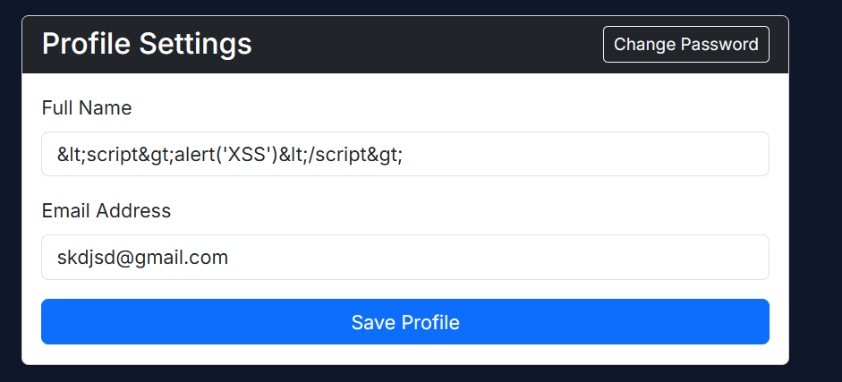 Profile Settings
Change Password
Full Name
&lt;script&gt;alert('XSS')&lt;/script&gt;
Email Address
skdjsd@gmail.com
Save Profile